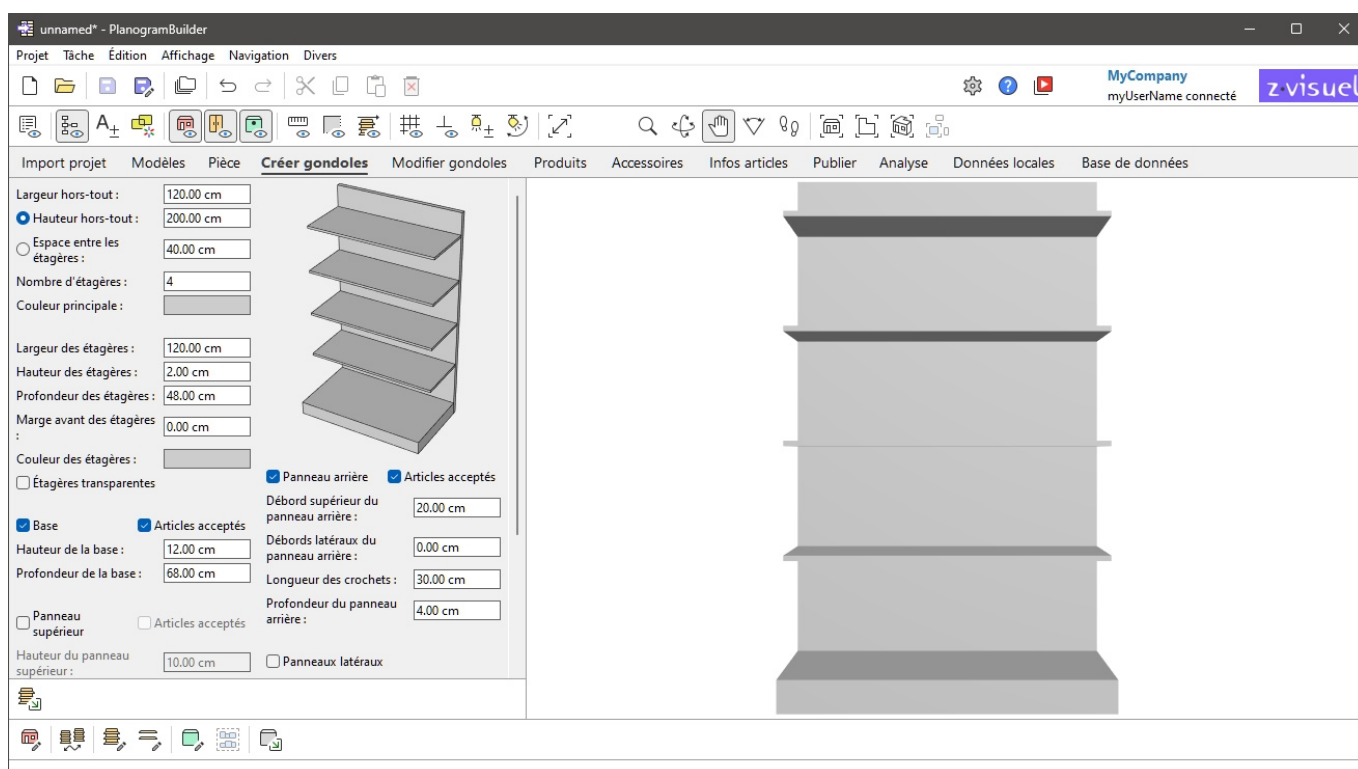 unnamed* - PlanogramBuilder
Projet Tâche Édition Affichage Navigation Divers
MyCompany
myUserName connecté
z·visuel
Import projet Modèles Pièce Créer gondoles Modifier gondoles Produits Accessoires Infos articles Publier Analyse Données locales Base de données
Largeur hors-tout : 120.00 cm
Hauteur hors-tout : 200.00 cm
Espace entre les
étagères : 40.00 cm
Nombre d'étagères : 4
Couleur principale :
Largeur des étagères : 120.00 cm
Hauteur des étagères : 2.00 cm
Profondeur des étagères : 48.00 cm
Marge avant des étagères
: 0.00 cm
Couleur des étagères :
Étagères transparentes
Base Articles acceptés
Hauteur de la base : 12.00 cm
Profondeur de la base : 68.00 cm
Panneau
supérieur Articles acceptés
Hauteur du panneau
supérieur : 10.00 cm
Panneau arrière Articles acceptés
Débord supérieur du
panneau arrière : 20.00 cm
Débords latéraux du
panneau arrière : 0.00 cm
Longueur des crochets : 30.00 cm
Profondeur du panneau
arrière : 4.00 cm
Panneaux latéraux